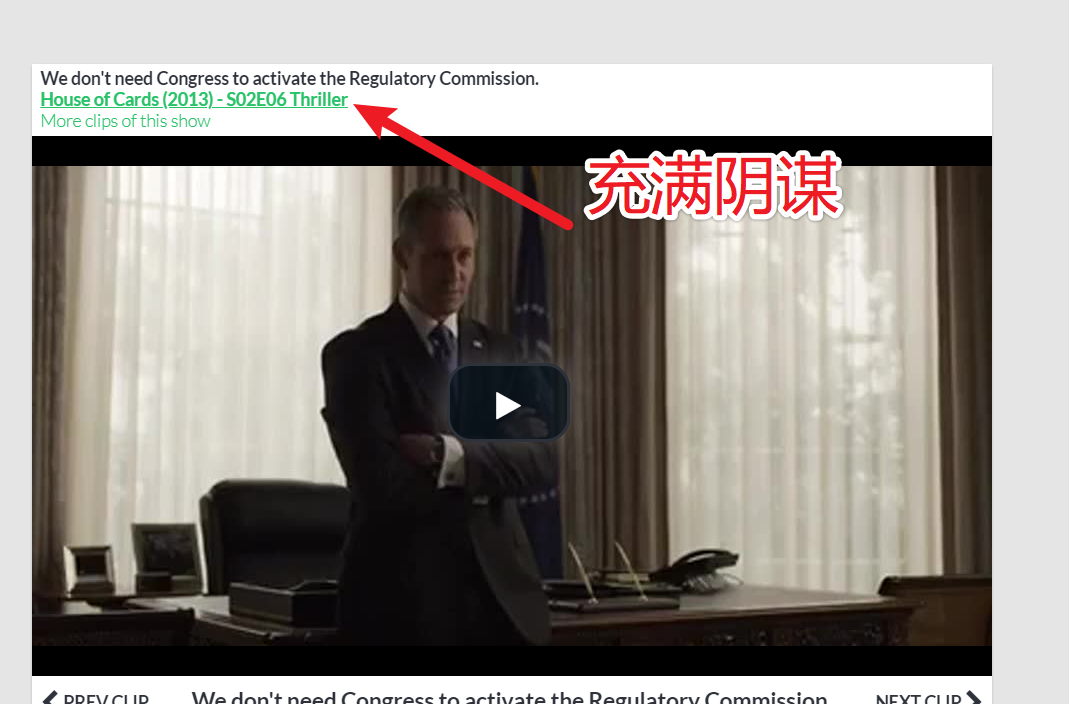 We don't need Congress to activate the Regulatory Commission.
House of Cards (2013) - S02E06 Thriller
More clips of this show
充满阴谋
PREV CLIP
We don't need Congress to activate the Regulatory Commission.
NEXT CLIP